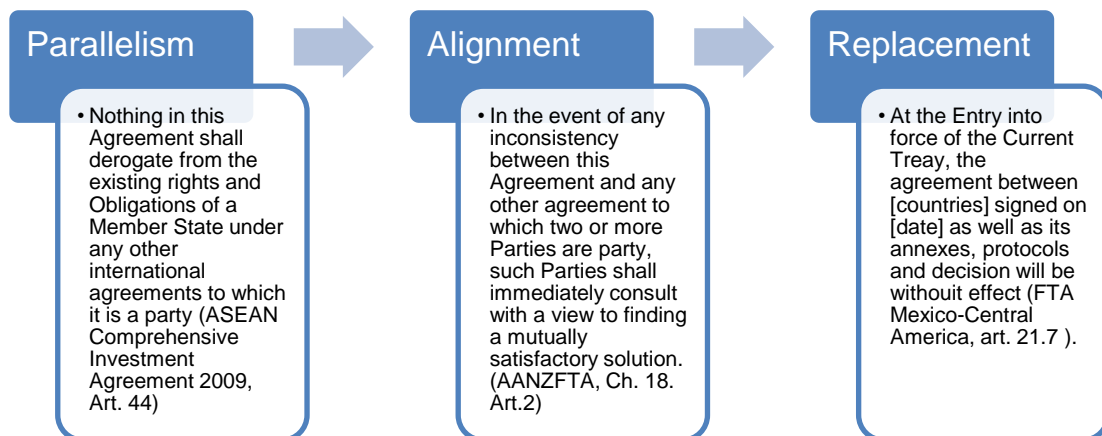 Parallelism
• Nothing in this
Agreement shall
derogate from the
existing rights and
Obligations of a
Member State under
any other
international
agreements to which
it is a party (ASEAN
Comprehensive
Investment
Agreement 2009,
Art. 44)
Alignment
• In the event of any
inconsistency
between this
Agreement and any
other agreement to
which two or more
Parties are party,
such Parties shall
immediately consult
with a view to finding
a mutually
satisfactory solution.
(AANZFTA, Ch. 18.
Art.2)
Replacement
• At the Entry into
force of the Current
Treay, the
agreement between
[countries] signed on
[date] as well as its
annexes, protocols
and decision will be
withouit effect (FTA
Mexico-Central
America, art. 21.7 ).